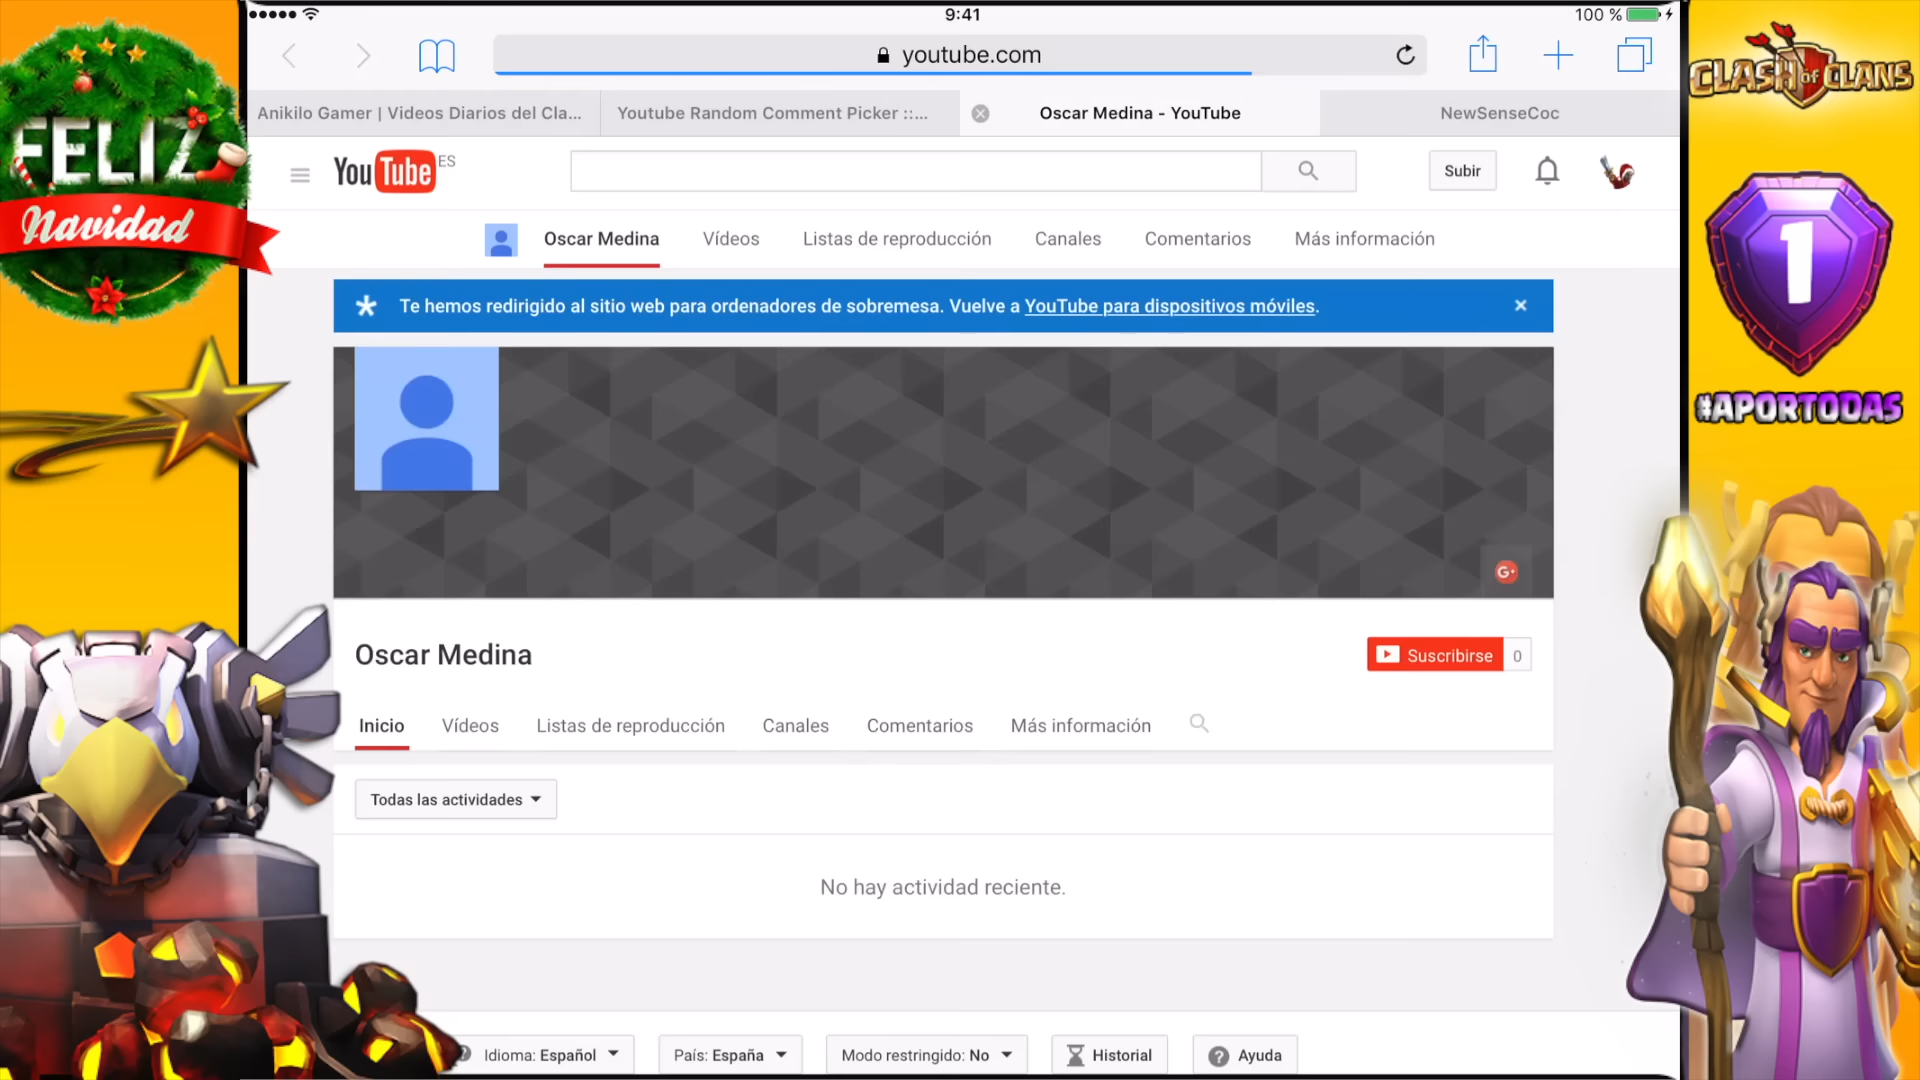 9:41
100 %
youtube.com
Anikilo Gamer | Videos Diarios del Cla...
Youtube Random Comment Picker ::...
Oscar Medina - YouTube
NewSenseCoc
YouTube ES
Subir
Oscar Medina
Vídeos
Listas de reproducción
Canales
Comentarios
Más información
Te hemos redirigido al sitio web para ordenadores de sobremesa. Vuelve a YouTube para dispositivos móviles.
G+
Oscar Medina
Suscribirse 0
Inicio
Vídeos
Listas de reproducción
Canales
Comentarios
Más información
Todas las actividades
No hay actividad reciente.
Idioma: Español
País: España
Modo restringido: No
Historial
Ayuda
FELIZ
Navidad
CLASH of CLANS
1
#APORTODAS